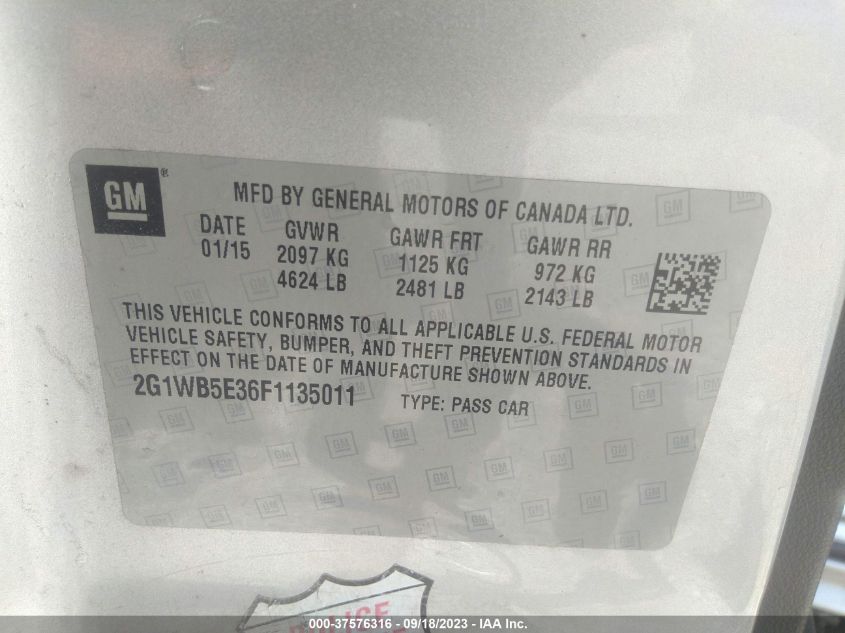 GM ®
MFD BY GENERAL MOTORS OF CANADA LTD.
DATE GVWR GAWR FRT GAWR RR
01/15 2097 KG 1125 KG 972 KG
4624 LB 2481 LB 2143 LB
THIS VEHICLE CONFORMS TO ALL APPLICABLE U.S. FEDERAL MOTOR
VEHICLE SAFETY, BUMPER, AND THEFT PREVENTION STANDARDS IN
EFFECT ON THE DATE OF MANUFACTURE SHOWN ABOVE.
2G1WB5E36F1135011 TYPE: PASS CAR
000-37576316 - 09/18/2023 - IAA Inc.